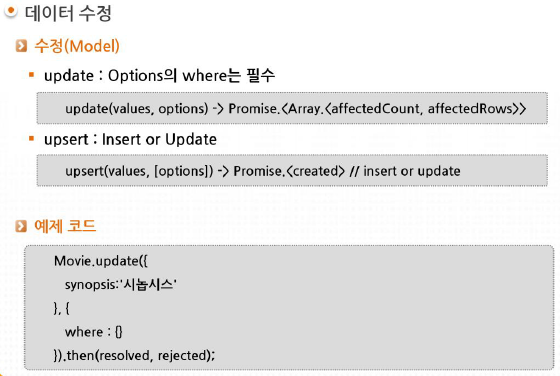 데이터 수정
수정(Model)
update : Options의 where는 필수
update(values, options) -> Promise.<Array.<affectedCount, affectedRows>>
upsert : Insert or Update
upsert(values, [options]) -> Promise.<created> // insert or update
예제 코드
Movie.update({
synopsis:'시놉시스'
}, {
where : {}
}).then(resolved, rejected);